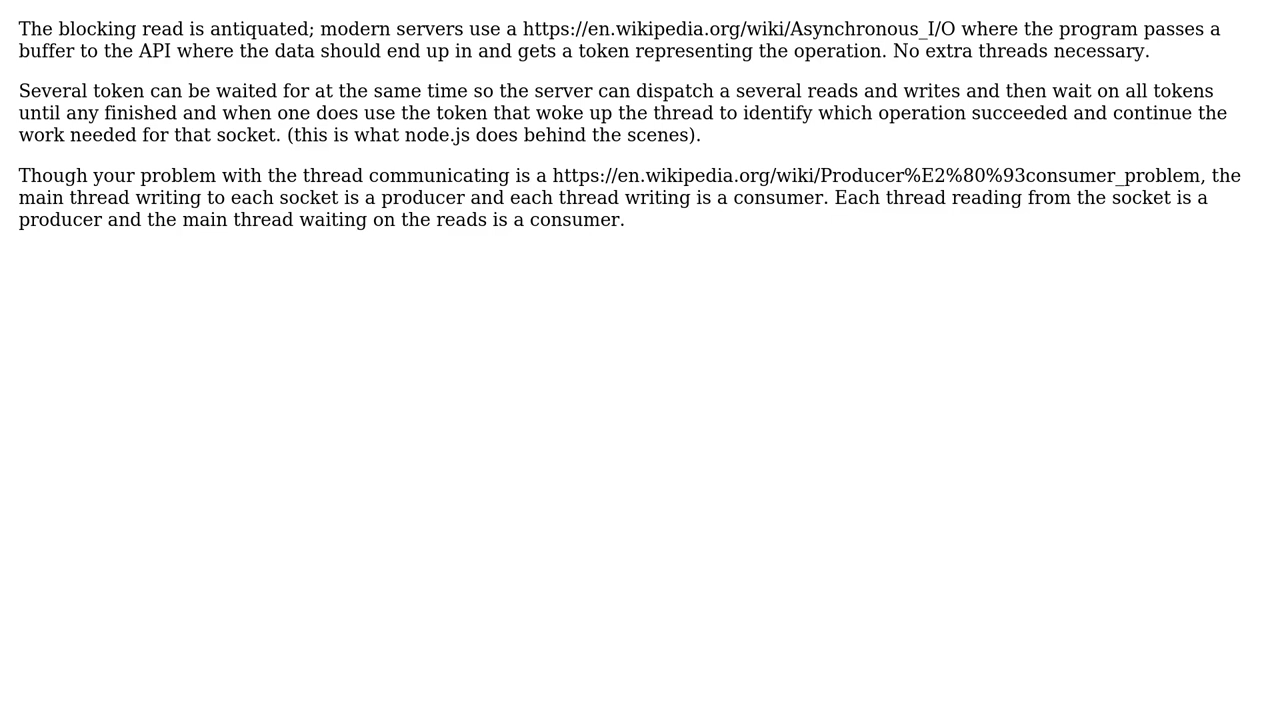 The blocking read is antiquated; modern servers use a https://en.wikipedia.org/wiki/Asynchronous_I/O where the program passes a
buffer to the API where the data should end up in and gets a token representing the operation. No extra threads necessary.
Several token can be waited for at the same time so the server can dispatch a several reads and writes and then wait on all tokens
until any finished and when one does use the token that woke up the thread to identify which operation succeeded and continue the
work needed for that socket. (this is what node.js does behind the scenes).
Though your problem with the thread communicating is a https://en.wikipedia.org/wiki/Producer%E2%80%93consumer_problem, the
main thread writing to each socket is a producer and each thread writing is a consumer. Each thread reading from the socket is a
producer and the main thread waiting on the reads is a consumer.